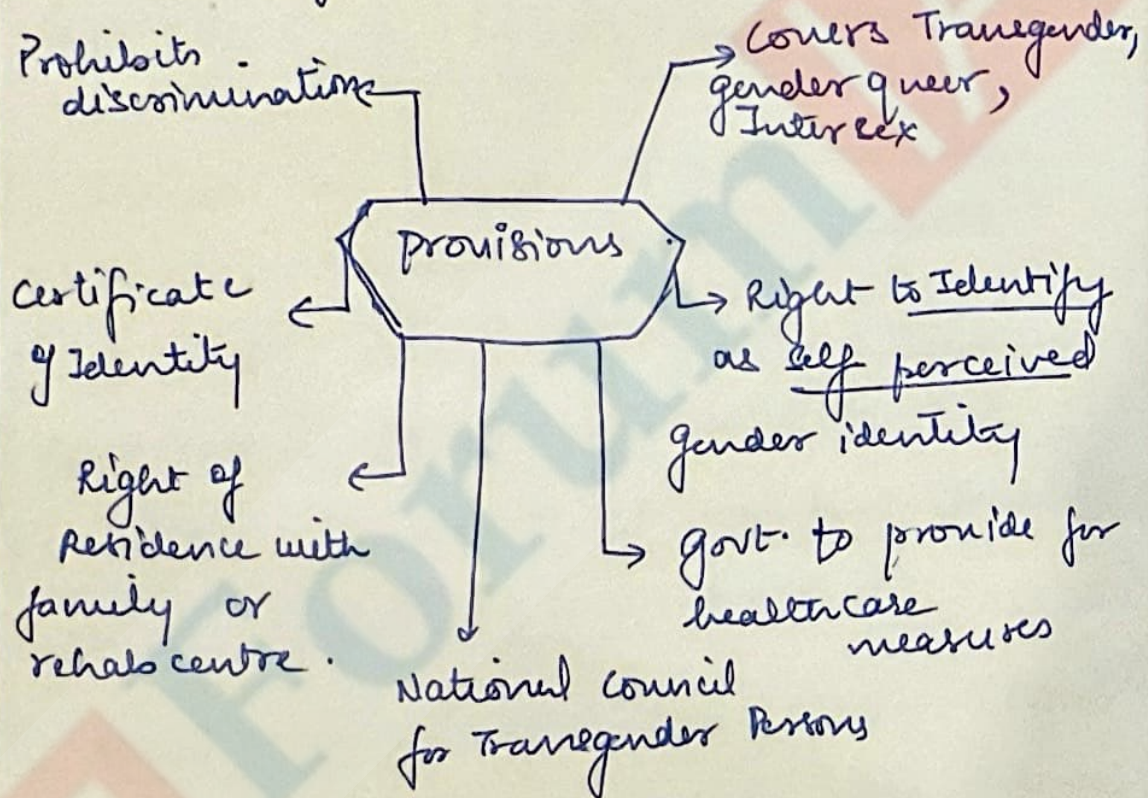 Prohibits
discrimination
Covers Transgender,
gender queer,
Intersex
Provisions
Certificate
of Identity
Right to Identify
as self perceived
gender identity
Right of
Residence with
family or
rehab centre.
govt. to provide for
healthcare
measures
National Council
for Transgender Persons
Forum